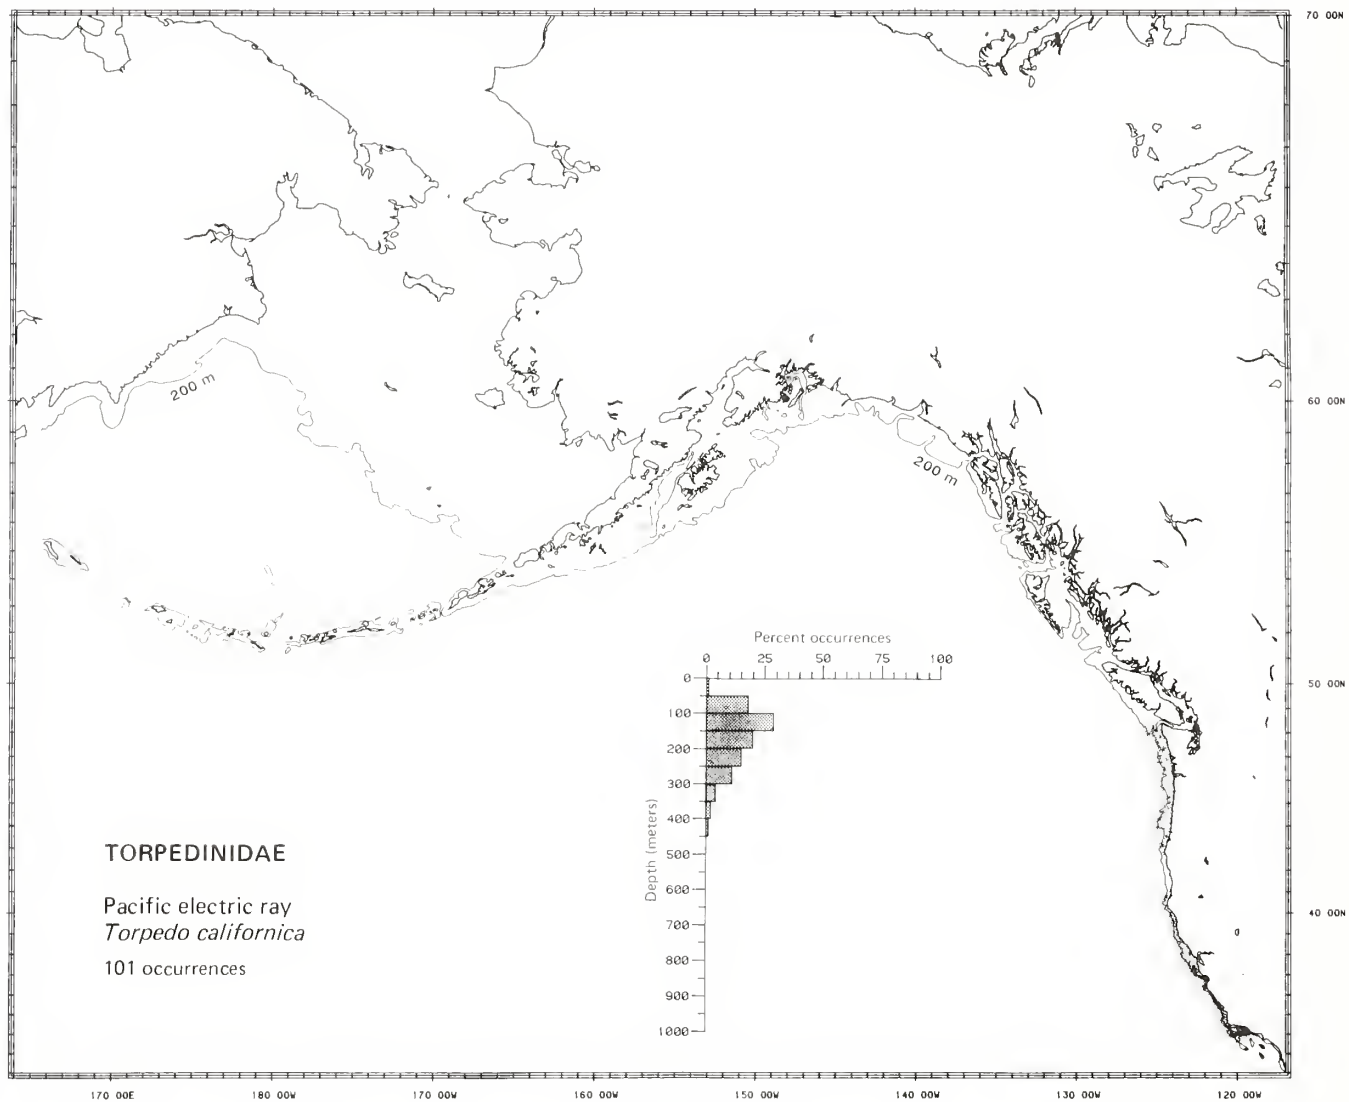 70 00N
200 m
60 00N
200 m
Percent occurrences
0 25 50 75 100
50 00N
0
100
200
300
400
500
600
700
800
900
1000
Depth (meters)
TORPEDINIDAE
Pacific electric ray
Torpedo californica
101 occurrences
40 00N
170 00E 180 00W 170 00W 160 00W 150 00W 140 00W 130 00W 120 00W